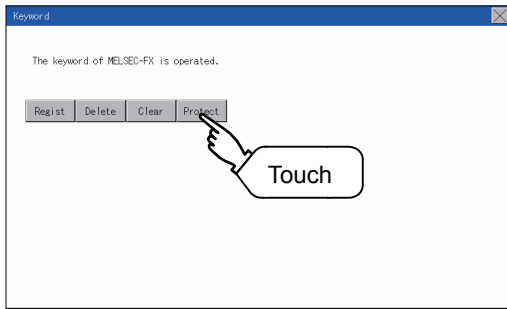 Keyword
The keyword of MELSEC-FX is operated.
Regist Delete Clear Protect
Touch